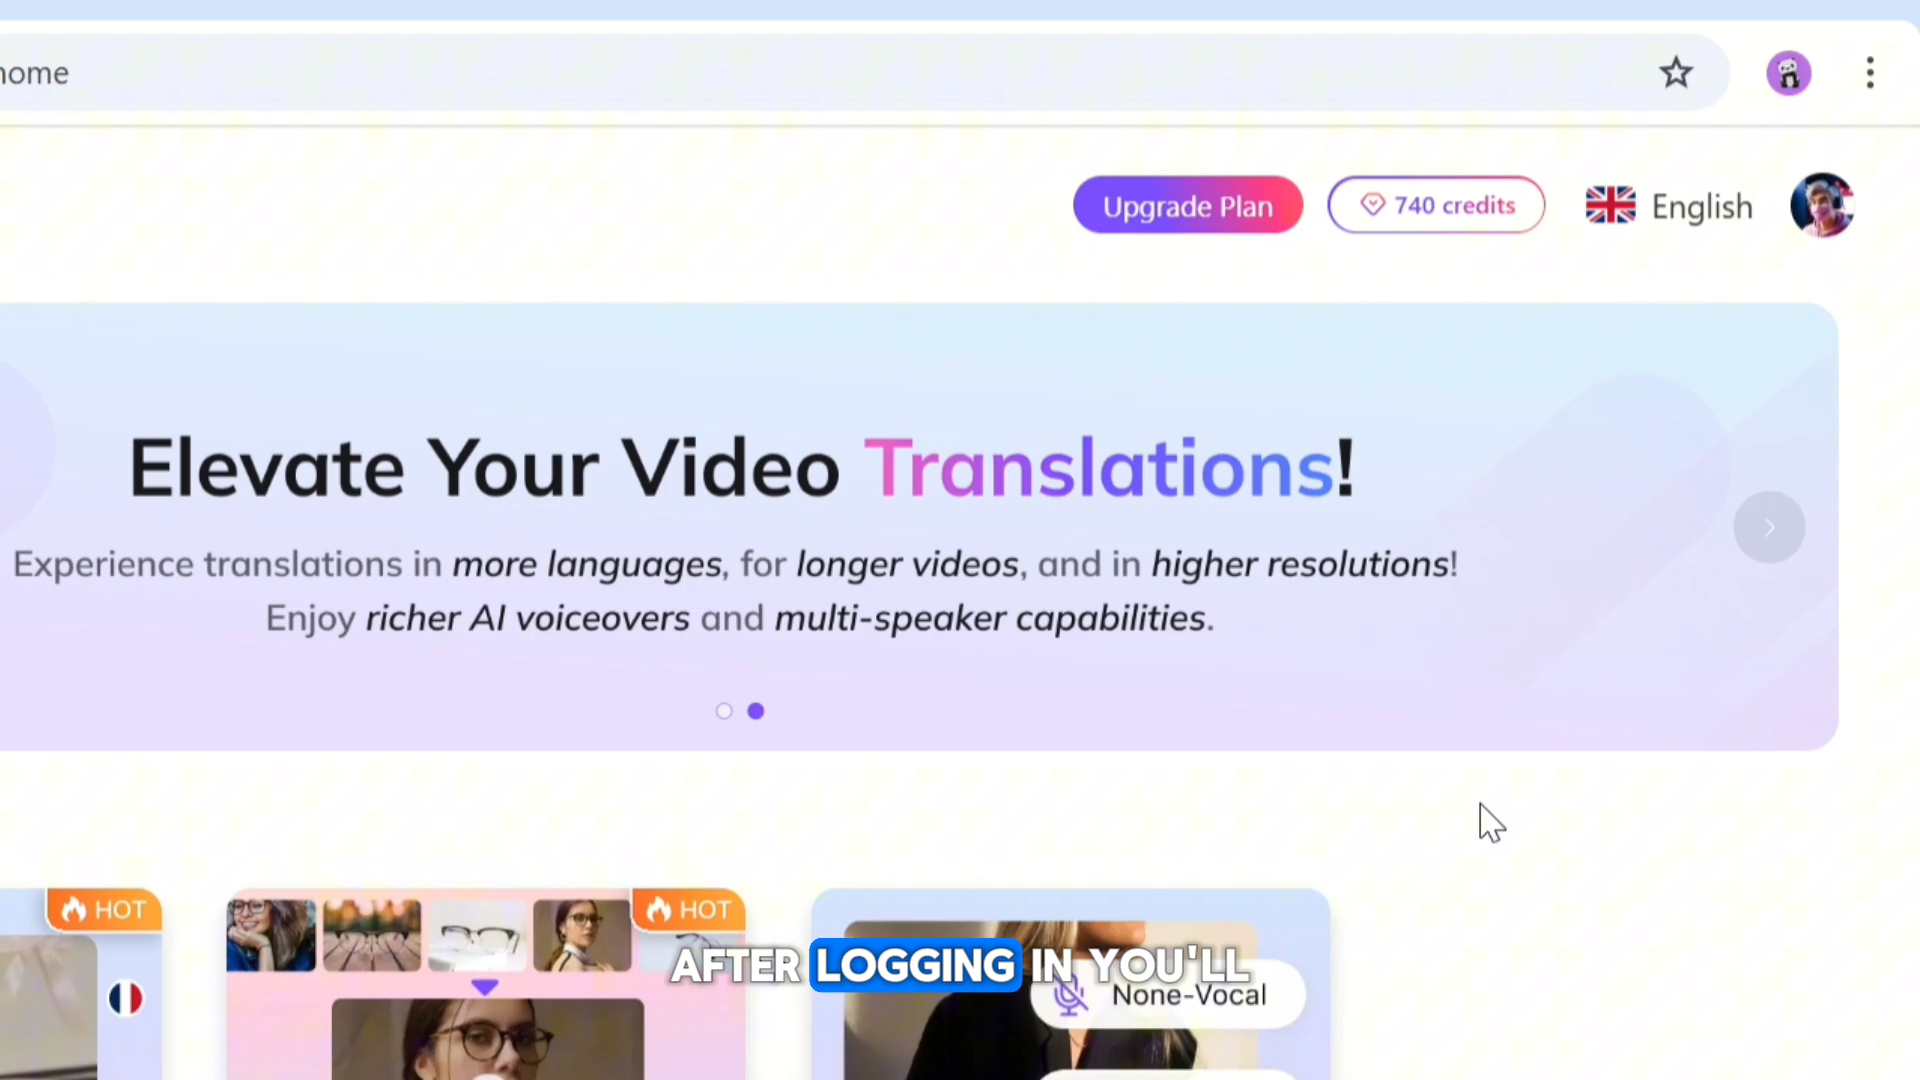 home
Upgrade Plan
740 credits
English
Elevate Your Video Translations!
Experience translations in more languages, for longer videos, and in higher resolutions!
Enjoy richer AI voiceovers and multi-speaker capabilities.
HOT
HOT
AFTER LOGGING IN YOU'LL
None-Vocal